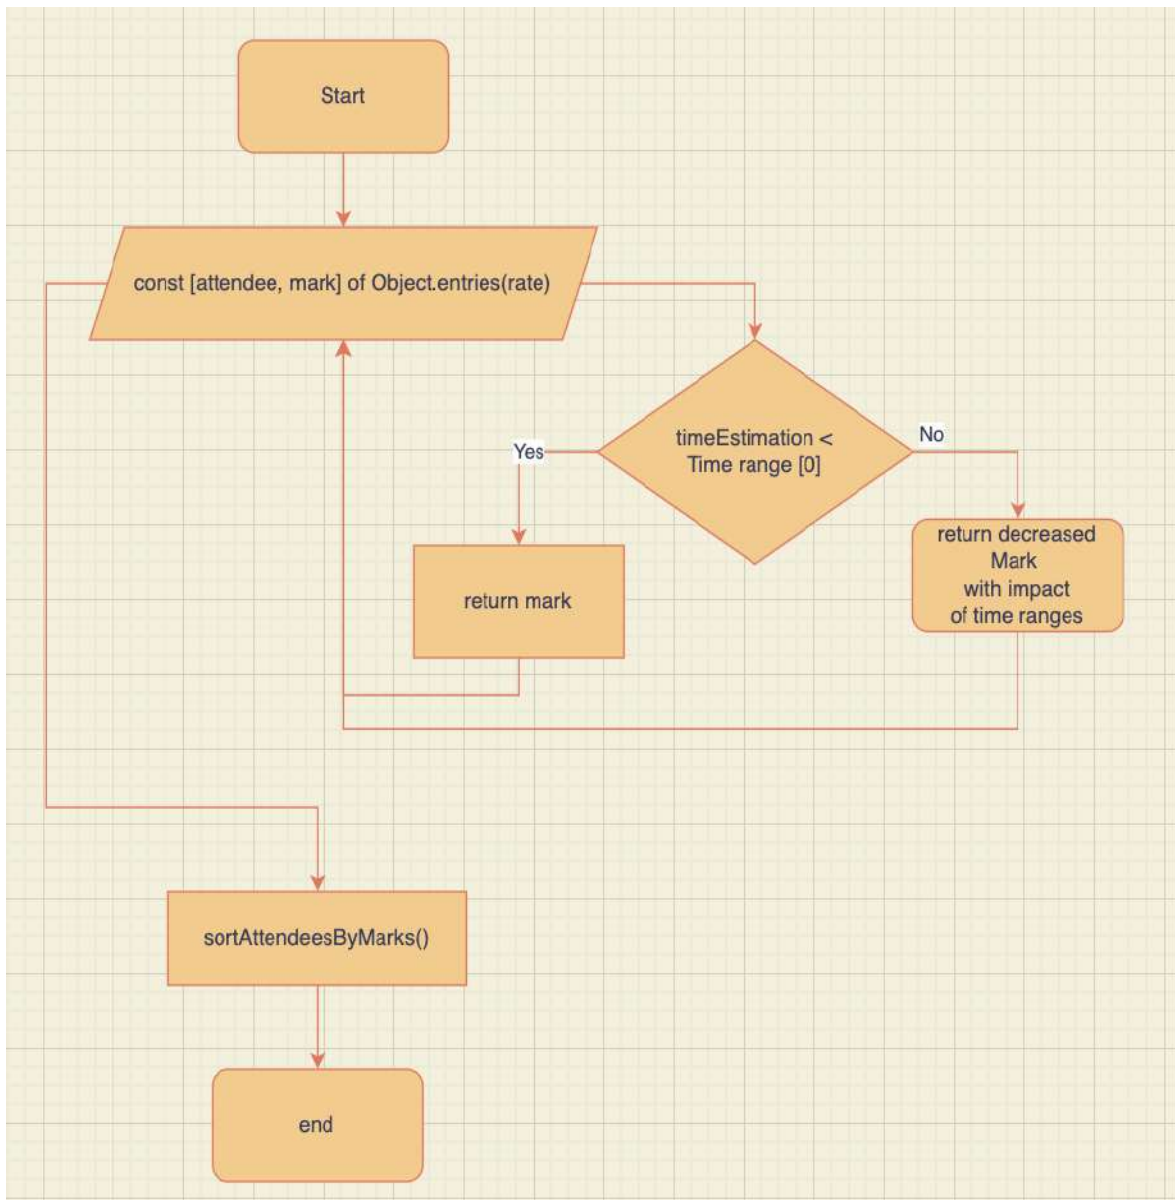 Start
const [attendee, mark] of Object.entries(rate)
timeEstimation <
Time range [0]
Yes
No
return decreased
Mark
with impact
of time ranges
return mark
sortAttendeesByMarks()
end